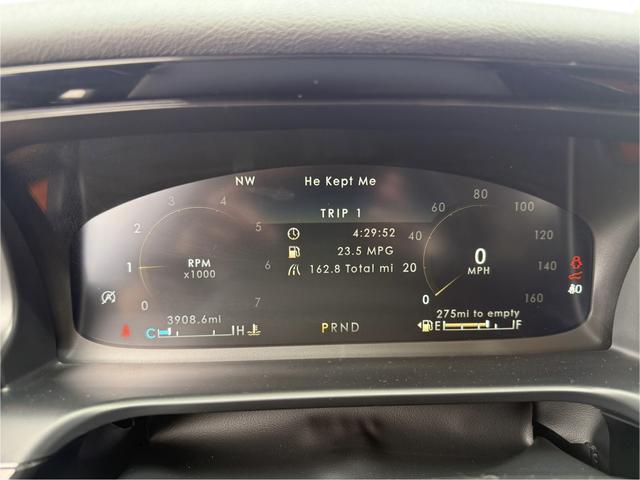 NW He Kept Me
TRIP 1
4:29:52
23.5 MPG
162.8 Total mi
RPM
x1000
0
1
2
3
4
5
6
7
0
MPH
0
20
40
60
80
100
120
140
160
3908.6mi
C H
PRND
275mi to empty
E F